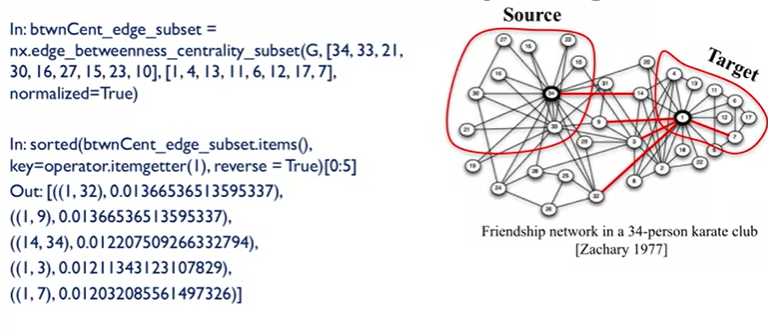 Source
In: btwnCent_edge_subset =
nx.edge_betweenness_centrality_subset(G, [34, 33, 21,
30, 16, 27, 15, 23, 10], [1, 4, 13, 11, 6, 12, 17, 7],
normalized=True)
Target
In: sorted(btwnCent_edge_subset.items(),
key=operator.itemgetter(1), reverse = True)[0:5]
Out: [((1, 32), 0.01366536513595337),
((1, 9), 0.01366536513595337),
((14, 34), 0.012207509266332794),
((1, 3), 0.01211343123107829),
((1, 7), 0.012032085561497326)]
27
15
10
16
31
20
4
13
11
6
30
34
14
1
12
17
9
7
21
33
29
3
5
18
2
22
28
25
8
24
32
26
Friendship network in a 34-person karate club
[Zachary 1977]